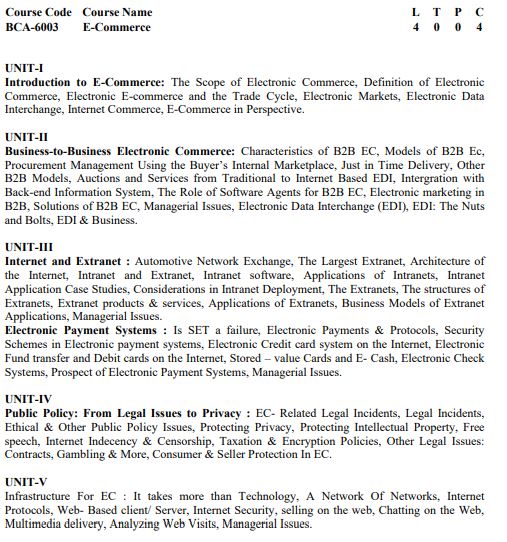 Course Code Course Name L T P C
BCA-6003 E-Commerce 4 0 0 4
UNIT-I
Introduction to E-Commerce: The Scope of Electronic Commerce, Definition of Electronic
Commerce, Electronic E-commerce and the Trade Cycle, Electronic Markets, Electronic Data
Interchange, Internet Commerce, E-Commerce in Perspective.
UNIT-II
Business-to-Business Electronic Commerce: Characteristics of B2B EC, Models of B2B Ec,
Procurement Management Using the Buyer's Internal Marketplace, Just in Time Delivery, Other
B2B Models, Auctions and Services from Traditional to Internet Based EDI, Intergration with
Back-end Information System, The Role of Software Agents for B2B EC, Electronic marketing in
B2B, Solutions of B2B EC, Managerial Issues, Electronic Data Interchange (EDI), EDI: The Nuts
and Bolts, EDI & Business.
UNIT-III
Internet and Extranet : Automotive Network Exchange, The Largest Extranet, Architecture of
the Internet, Intranet and Extranet, Intranet software, Applications of Intranets, Intranet
Application Case Studies, Considerations in Intranet Deployment, The Extranets, The structures of
Extranets, Extranet products & services, Applications of Extranets, Business Models of Extranet
Applications, Managerial Issues.
Electronic Payment Systems : Is SET a failure, Electronic Payments & Protocols, Security
Schemes in Electronic payment systems, Electronic Credit card system on the Internet, Electronic
Fund transfer and Debit cards on the Internet, Stored – value Cards and E- Cash, Electronic Check
Systems, Prospect of Electronic Payment Systems, Managerial Issues.
UNIT-IV
Public Policy: From Legal Issues to Privacy : EC- Related Legal Incidents, Legal Incidents,
Ethical & Other Public Policy Issues, Protecting Privacy, Protecting Intellectual Property, Free
speech, Internet Indecency & Censorship, Taxation & Encryption Policies, Other Legal Issues:
Contracts, Gambling & More, Consumer & Seller Protection In EC.
UNIT-V
Infrastructure For EC : It takes more than Technology, A Network Of Networks, Internet
Protocols, Web- Based client/ Server, Internet Security, selling on the web, Chatting on the Web,
Multimedia delivery, Analyzing Web Visits, Managerial Issues.